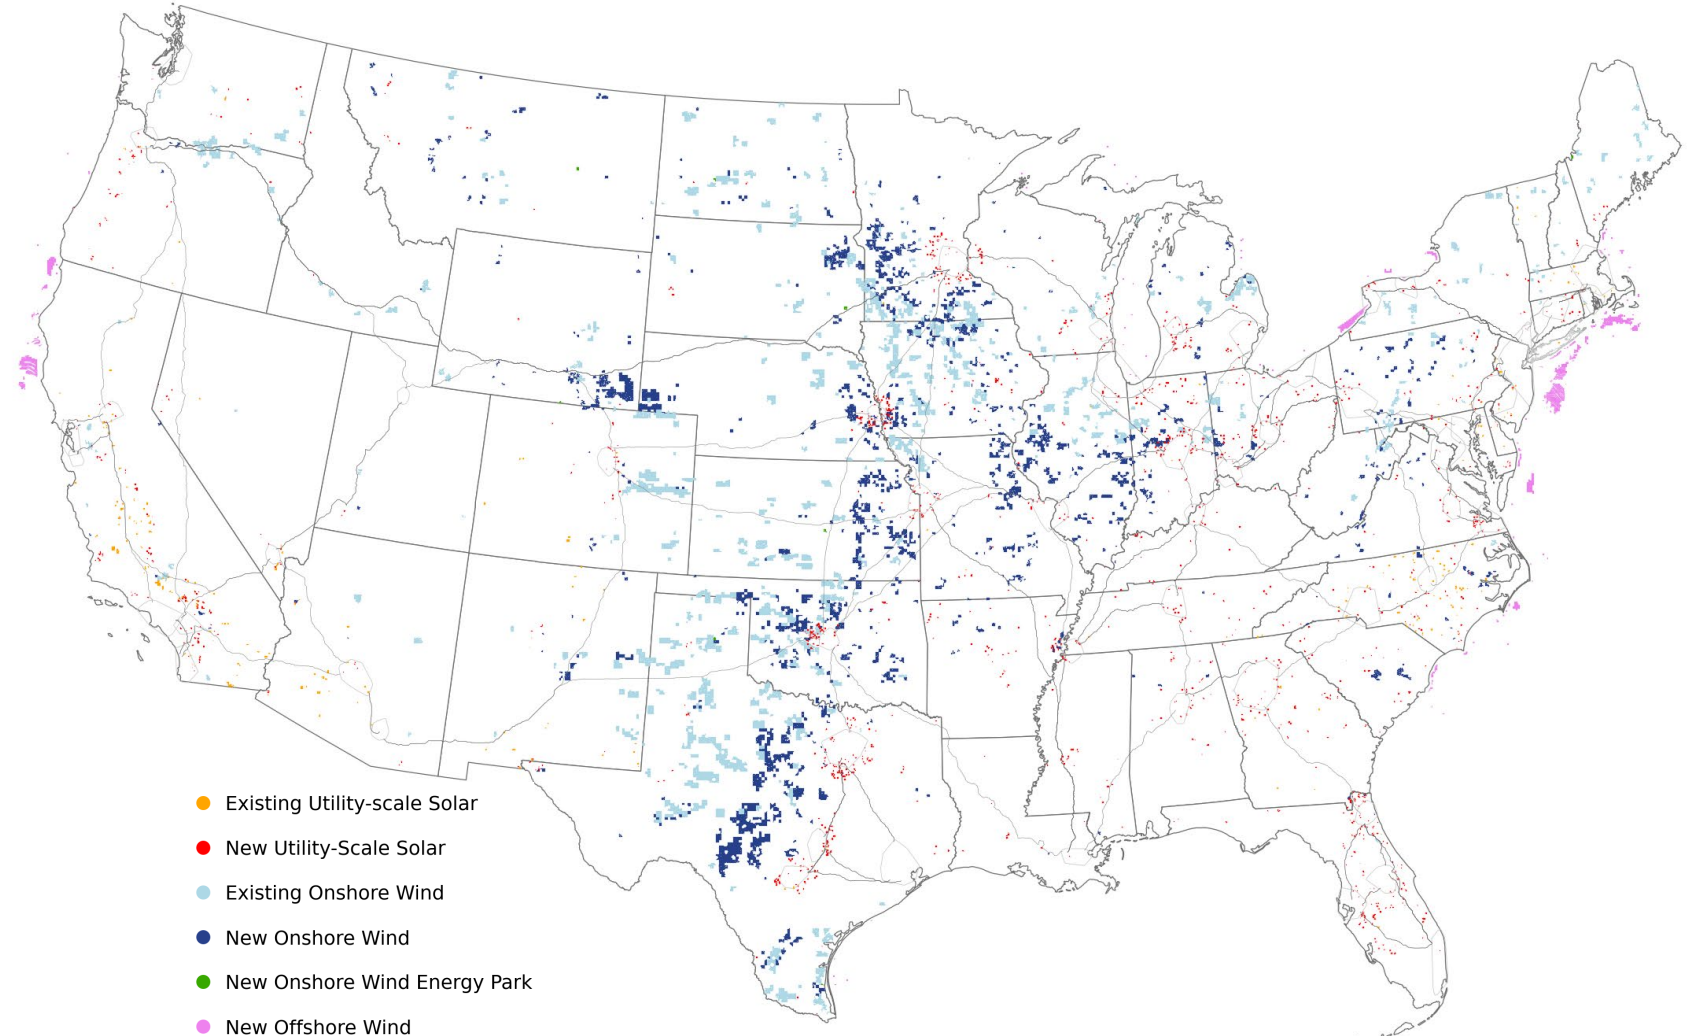 Existing Utility-scale Solar
New Utility-Scale Solar
Existing Onshore Wind
New Onshore Wind
New Onshore Wind Energy Park
New Offshore Wind